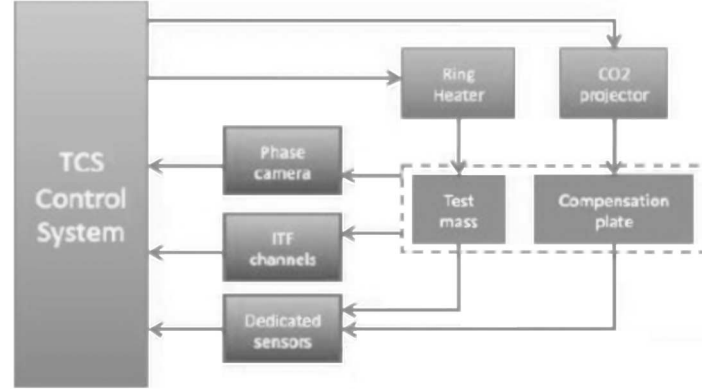 TCS
Control
System
Ring
Heater
CO2
projector
Phase
camera
Test
mass
Compensation
plate
ITF
channels
Dedicated
sensors